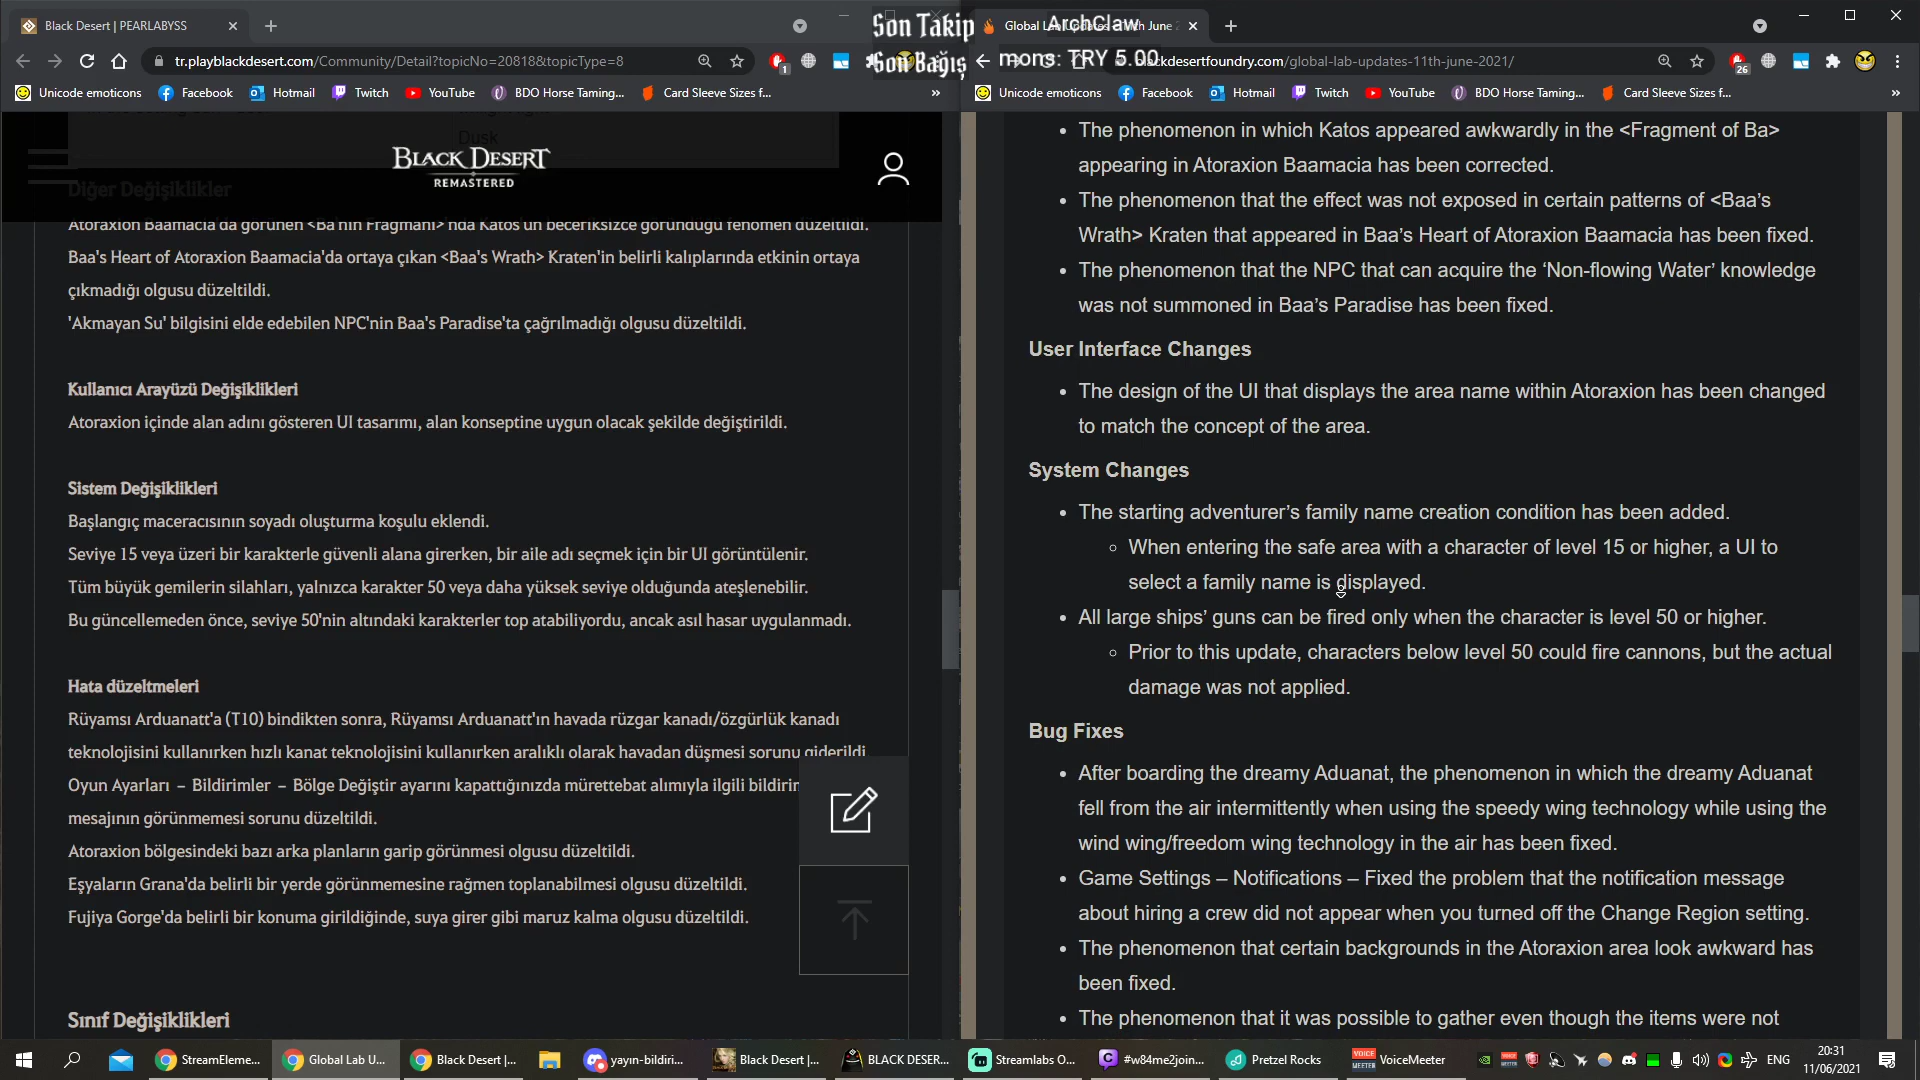 Black Desert | PEARLABYSS
Son Takip
Son Bağış
Global Lab Updates - 11th June 2
ArchClaw
mons: TRY 5.00
tr.playblackdesert.com/Community/Detail?topicNo=20818&topicType=8
blackdesertfoundry.com/global-lab-updates-11th-june-2021/
1
26
Unicode emoticons
Facebook
Hotmail
Twitch
YouTube
BDO Horse Taming...
Card Sleeve Sizes f...
»
Unicode emoticons
Facebook
Hotmail
Twitch
YouTube
BDO Horse Taming...
Card Sleeve Sizes f...
»
Dusk
BLACK DESERT
REMASTERED
Diğer Değişiklikler
Atoraxion Baamacia'da görünen <Ba'nın Fragmanı>'nda Katos'un beceriksizce göründüğü fenomen düzeltildi.
Baa's Heart of Atoraxion Baamacia'da ortaya çıkan <Baa's Wrath> Kraten'in belirli kalıplarında etkinin ortaya
çıkmadığı olgusu düzeltildi.
'Akmayan Su' bilgisini elde edebilen NPC'nin Baa's Paradise'ta çağrılmadığı olgusu düzeltildi.
Kullanıcı Arayüzü Değişiklikleri
Atoraxion içinde alan adını gösteren UI tasarımı, alan konseptine uygun olacak şekilde değiştirildi.
Sistem Değişiklikleri
Başlangıç maceracısının soyadı oluşturma koşulu eklendi.
Seviye 15 veya üzeri bir karakterle güvenli alana girerken, bir aile adı seçmek için bir UI görüntülenir.
Tüm büyük gemilerin silahları, yalnızca karakter 50 veya daha yüksek seviye olduğunda ateşlenebilir.
Bu güncellemeden önce, seviye 50'nin altındaki karakterler top atabiliyordu, ancak asıl hasar uygulanmadı.
Hata düzeltmeleri
Rüyamsı Arduanatt'a (T10) bindikten sonra, Rüyamsı Arduanatt'ın havada rüzgar kanadı/özgürlük kanadı
teknolojisini kullanırken hızlı kanat teknolojisini kullanırken aralıklı olarak havadan düşmesi sorunu giderildi
Oyun Ayarları – Bildirimler – Bölge Değiştir ayarını kapattığınızda mürettebat alımıyla ilgili bildirim
mesajının görünmemesi sorunu düzeltildi.
Atoraxion bölgesindeki bazı arka planların garip görünmesi olgusu düzeltildi.
Eşyaların Grana'da belirli bir yerde görünmemesine rağmen toplanabilmesi olgusu düzeltildi.
Fujiya Gorge'da belirli bir konuma girildiğinde, suya girer gibi maruz kalma olgusu düzeltildi.
Sınıf Değişiklikleri
The phenomenon in which Katos appeared awkwardly in the <Fragment of Ba>
appearing in Atoraxion Baamacia has been corrected.
The phenomenon that the effect was not exposed in certain patterns of <Baa's
Wrath> Kraten that appeared in Baa's Heart of Atoraxion Baamacia has been fixed.
The phenomenon that the NPC that can acquire the 'Non-flowing Water' knowledge
was not summoned in Baa's Paradise has been fixed.
User Interface Changes
The design of the UI that displays the area name within Atoraxion has been changed
to match the concept of the area.
System Changes
The starting adventurer's family name creation condition has been added.
When entering the safe area with a character of level 15 or higher, a UI to
select a family name is displayed.
All large ships' guns can be fired only when the character is level 50 or higher.
Prior to this update, characters below level 50 could fire cannons, but the actual
damage was not applied.
Bug Fixes
After boarding the dreamy Aduanat, the phenomenon in which the dreamy Aduanat
fell from the air intermittently when using the speedy wing technology while using the
wind wing/freedom wing technology in the air has been fixed.
Game Settings – Notifications – Fixed the problem that the notification message
about hiring a crew did not appear when you turned off the Change Region setting.
The phenomenon that certain backgrounds in the Atoraxion area look awkward has
been fixed.
The phenomenon that it was possible to gather even though the items were not
StreamEleme...
Global Lab U...
Black Desert |...
yayın-bildiri...
Black Desert |...
BLACK DESER...
Streamlabs O...
#w84me2join...
Pretzel Rocks
VOICE
MEETER
VoiceMeeter
ENG
20:31
11/06/2021